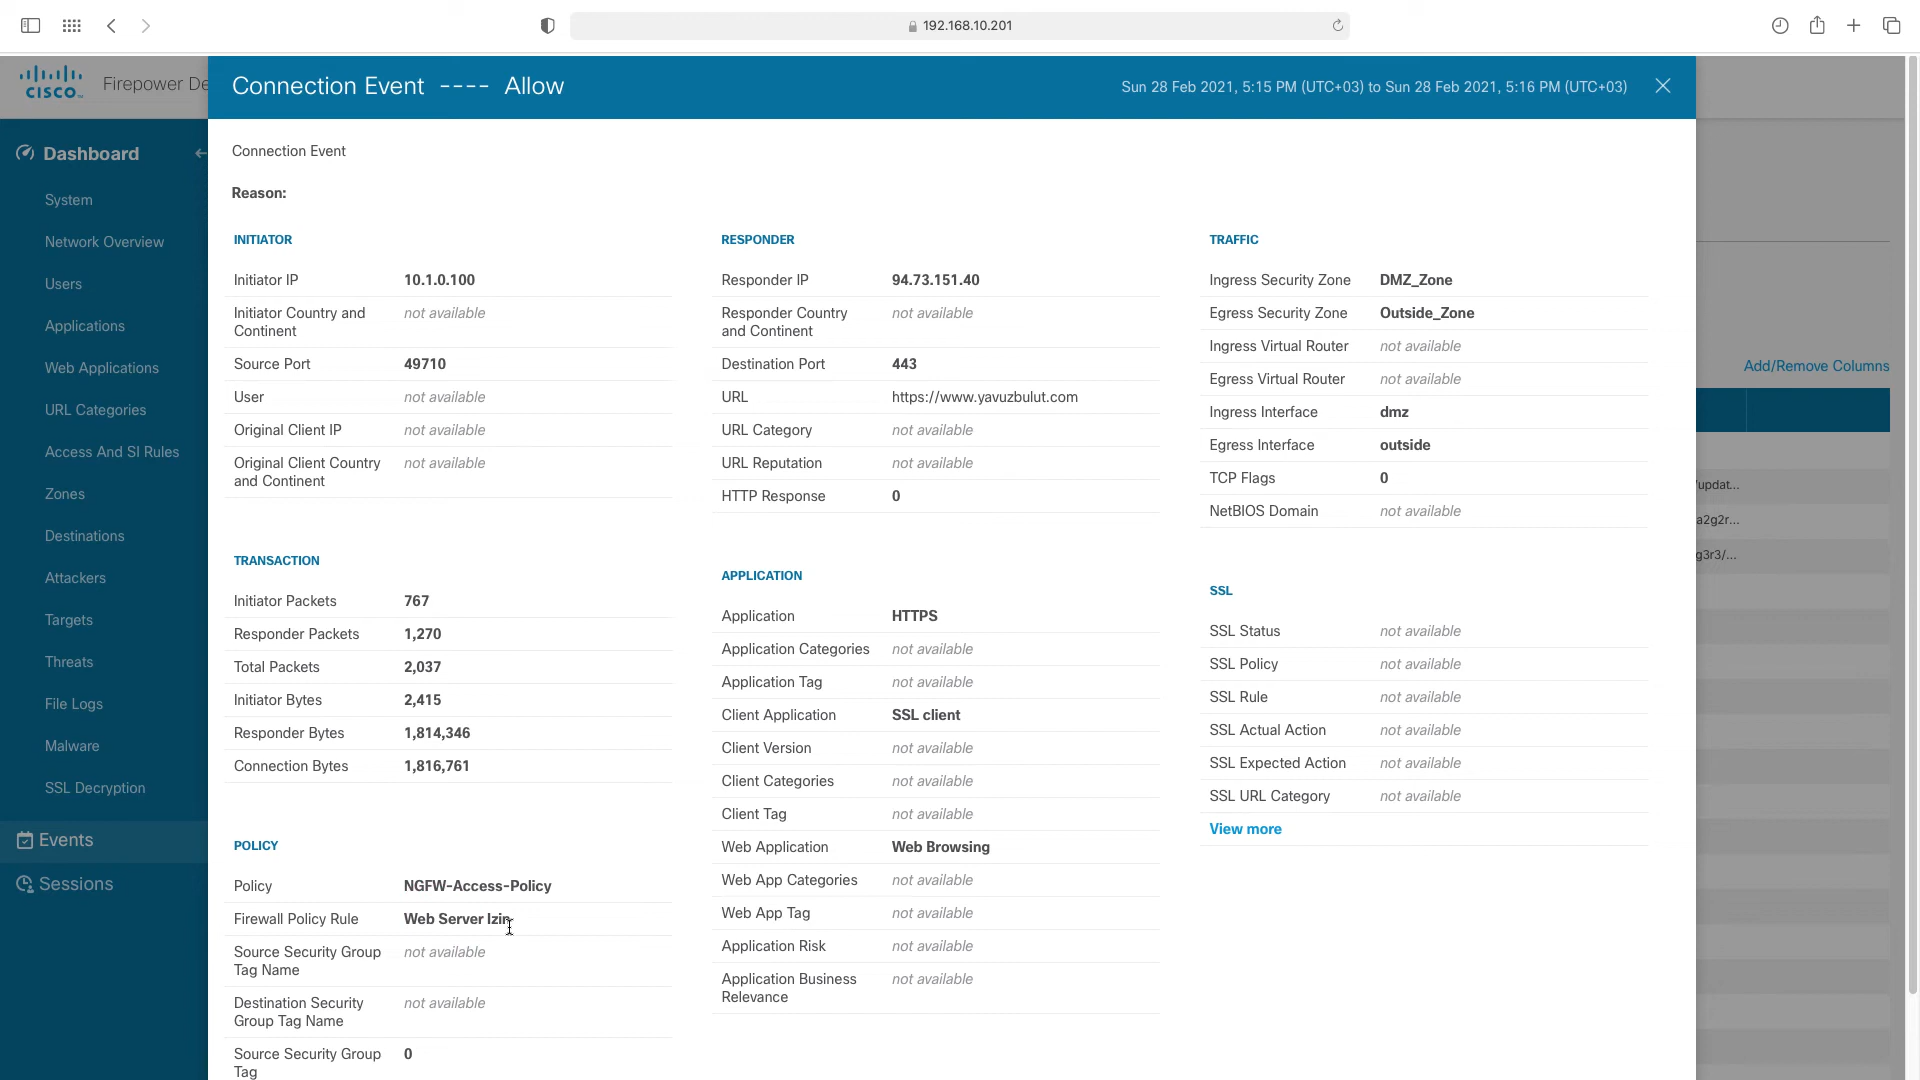 192.168.10.201
CISCO
Firepower De
Connection Event ---- Allow
Sun 28 Feb 2021, 5:15 PM (UTC+03) to Sun 28 Feb 2021, 5:16 PM (UTC+03)
Dashboard
System
Network Overview
Users
Applications
Web Applications
URL Categories
Access And SI Rules
Zones
Destinations
Attackers
Targets
Threats
File Logs
Malware
SSL Decryption
Events
Sessions
Connection Event
Reason:
INITIATOR
Initiator IP 10.1.0.100
Initiator Country and not available
Continent
Source Port 49710
User not available
Original Client IP not available
Original Client Country not available
and Continent
TRANSACTION
Initiator Packets 767
Responder Packets 1,270
Total Packets 2,037
Initiator Bytes 2,415
Responder Bytes 1,814,346
Connection Bytes 1,816,761
POLICY
Policy NGFW-Access-Policy
Firewall Policy Rule Web Server Izin
Source Security Group not available
Tag Name
Destination Security not available
Group Tag Name
Source Security Group 0
Tag
RESPONDER
Responder IP 94.73.151.40
Responder Country not available
and Continent
Destination Port 443
URL https://www.yavuzbulut.com
URL Category not available
URL Reputation not available
HTTP Response 0
APPLICATION
Application HTTPS
Application Categories not available
Application Tag not available
Client Application SSL client
Client Version not available
Client Categories not available
Client Tag not available
Web Application Web Browsing
Web App Categories not available
Web App Tag not available
Application Risk not available
Application Business not available
Relevance
TRAFFIC
Ingress Security Zone DMZ_Zone
Egress Security Zone Outside_Zone
Ingress Virtual Router not available
Egress Virtual Router not available
Ingress Interface dmz
Egress Interface outside
TCP Flags 0
NetBIOS Domain not available
SSL
SSL Status not available
SSL Policy not available
SSL Rule not available
SSL Actual Action not available
SSL Expected Action not available
SSL URL Category not available
View more
Add/Remove Columns
/updat...
a2g2r...
g3r3/...